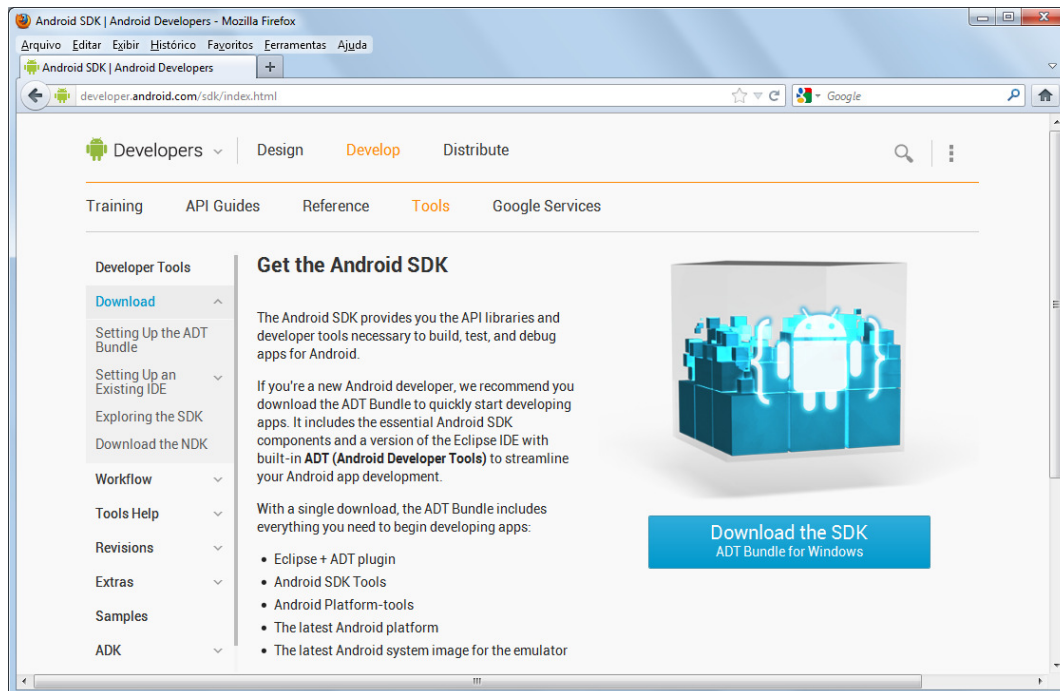 Android SDK | Android Developers - Mozilla Firefox
Arquivo Editar Exibir Histórico Favoritos Ferramentas Ajuda
Android SDK | Android Developers
developer.android.com/sdk/index.html
Google
Developers Design Develop Distribute
Training API Guides Reference Tools Google Services
Developer Tools
Download
Setting Up the ADT
Bundle
Setting Up an
Existing IDE
Exploring the SDK
Download the NDK
Workflow
Tools Help
Revisions
Extras
Samples
ADK
Get the Android SDK
The Android SDK provides you the API libraries and
developer tools necessary to build, test, and debug
apps for Android.
If you're a new Android developer, we recommend you
download the ADT Bundle to quickly start developing
apps. It includes the essential Android SDK
components and a version of the Eclipse IDE with
built-in ADT (Android Developer Tools) to streamline
your Android app development.
With a single download, the ADT Bundle includes
everything you need to begin developing apps:
• Eclipse + ADT plugin
• Android SDK Tools
• Android Platform-tools
• The latest Android platform
• The latest Android system image for the emulator
{ }
Download the SDK
ADT Bundle for Windows